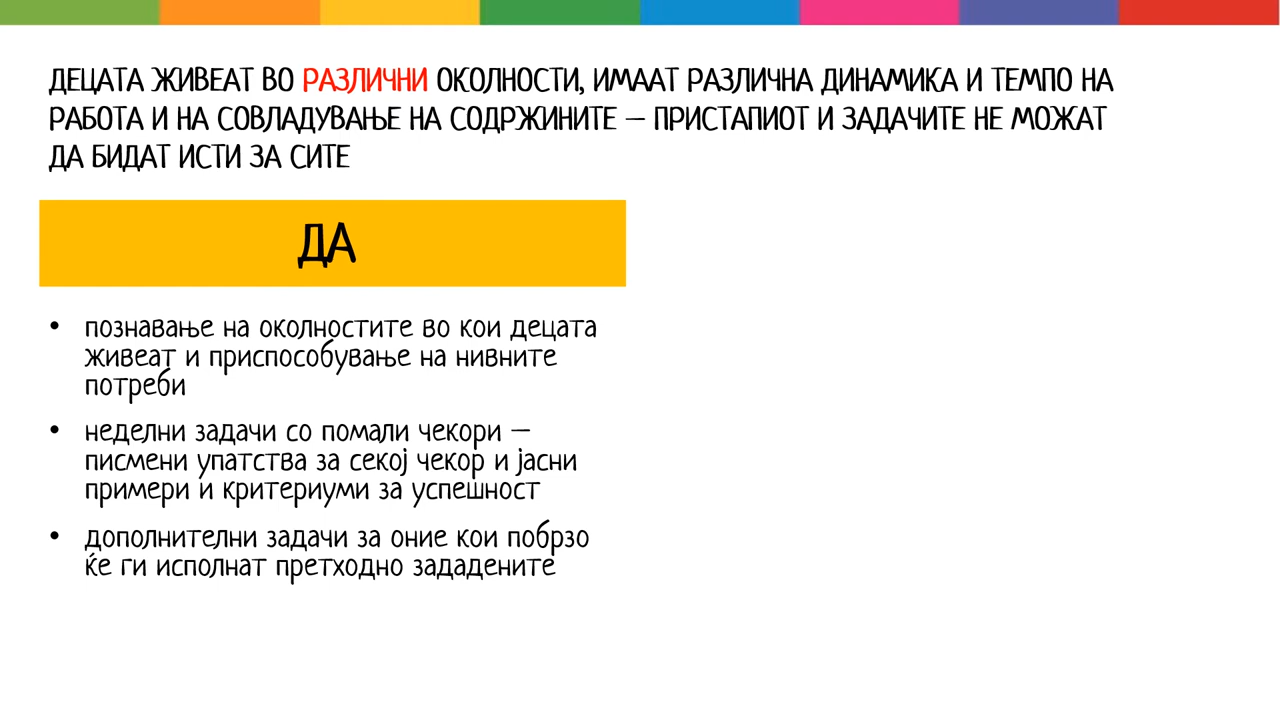 ДЕЦАТА ЖИВЕАТ ВО РАЗЛИЧНИ ОКОЛНОСТИ, ИМААТ РАЗЛИЧНА ДИНАМИКА И ТЕМПО НА
РАБОТА И НА СОВЛАДУВАЊЕ НА СОДРЖИНИТЕ – ПРИСТАПИОТ И ЗАДАЧИТЕ НЕ МОЖАТ
ДА БИДАТ ИСТИ ЗА СИТЕ
ДА
• познавање на околностите во кои децата
живеат и приспособување на нивните
потреби
• неделни задачи со помали чекори –
писмени упатства за секој чекор и јасни
примери и критериуми за успешност
• дополнителни задачи за оние кои побрзо
ќе ги исполнат претходно зададените